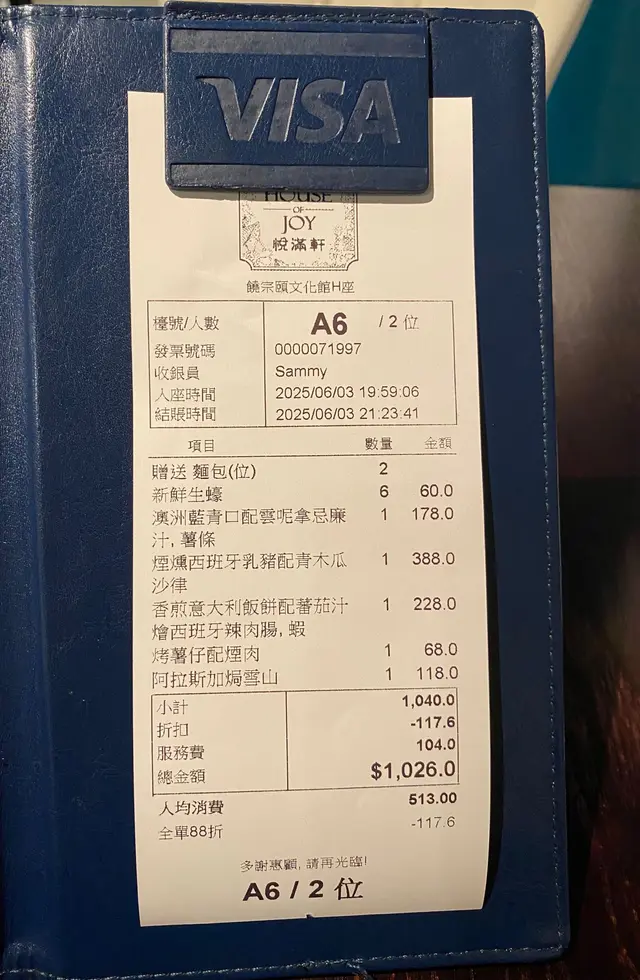 VISA
HOUSE
OF
JOY
悅滿軒
饒宗頤文化館H座
檯號/人數 A6 / 2 位
發票號碼 0000071997
收銀員 Sammy
入座時間 2025/06/03 19:59:06
結賬時間 2025/06/03 21:23:41
項目 數量 金額
贈送 麵包(位) 2
新鮮生蠔 6 60.0
澳洲藍青口配雲呢拿忌廉 1 178.0
汁, 薯條
煙燻西班牙乳豬配青木瓜 1 388.0
沙律
香煎意大利飯餅配蕃茄汁 1 228.0
燴西班牙辣肉腸, 蝦
烤薯仔配煙肉 1 68.0
阿拉斯加焗雪山 1 118.0
小計 1,040.0
折扣 -117.6
服務費 104.0
總金額 $1,026.0
人均消費 513.00
全單88折 -117.6
多謝惠顧, 請再光臨!
A6 / 2 位